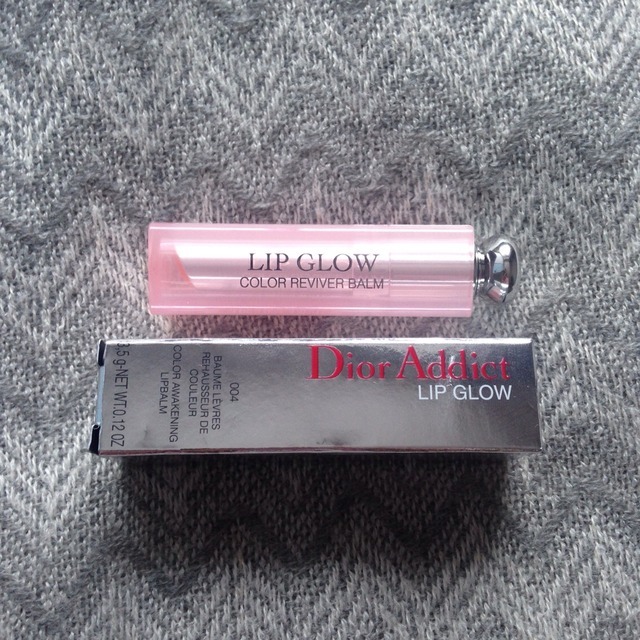 LIP GLOW
COLOR REVIVER BALM
Dior Addict
LIP GLOW
004
BAUME LÈVRES
REHAUSSEUR DE
COULEUR
COLOR AWAKENING
LIPBALM
3,5 g-NET WT.0.12 OZ